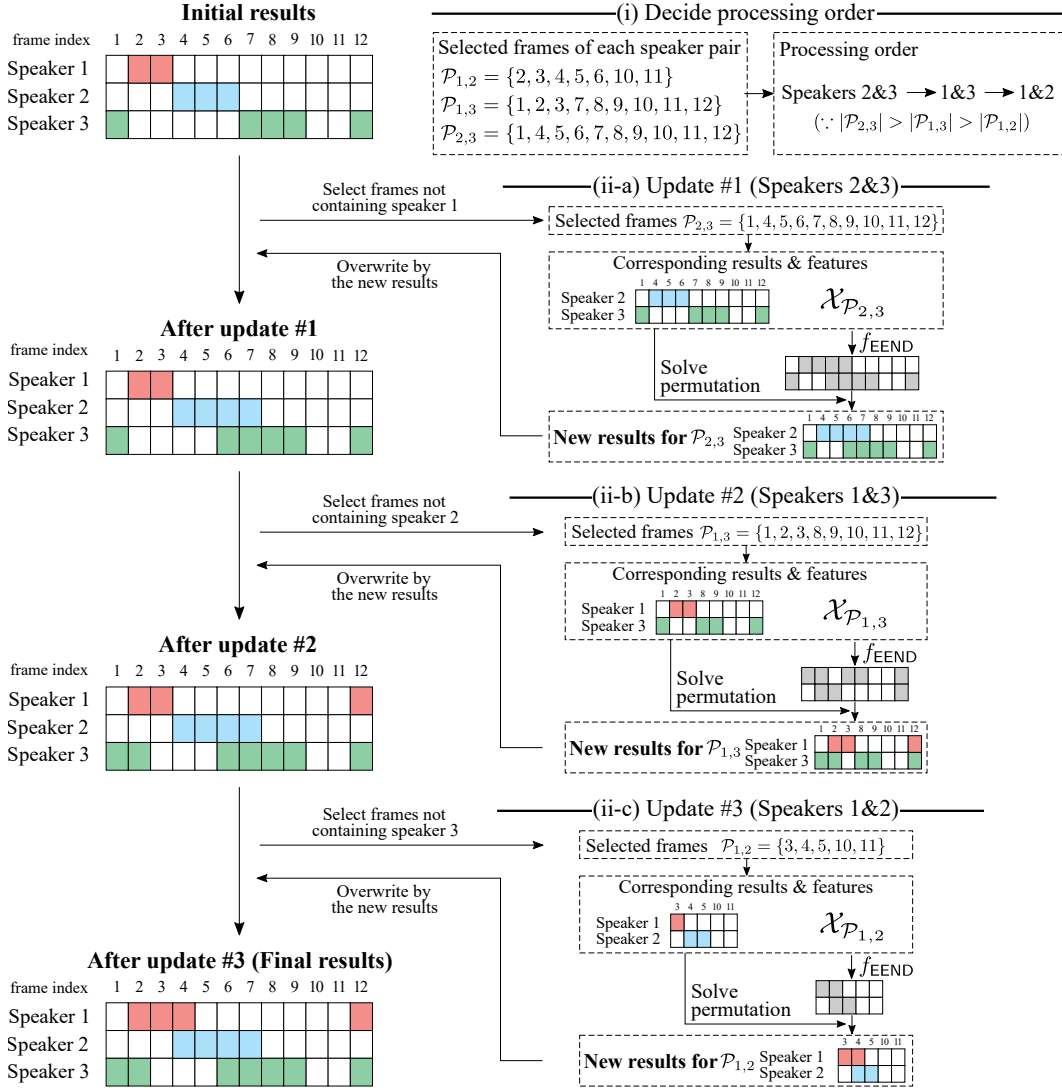 Initial results
frame index 1 2 3 4 5 6 7 8 9 10 11 12
Speaker 1
Speaker 2
Speaker 3
(i) Decide processing order
Selected frames of each speaker pair
𝒫1,2 = {2, 3, 4, 5, 6, 10, 11}
𝒫1,3 = {1, 2, 3, 7, 8, 9, 10, 11, 12}
𝒫2,3 = {1, 4, 5, 6, 7, 8, 9, 10, 11, 12}
Processing order
Speakers 2&3 → 1&3 → 1&2
(∵ |𝒫2,3| > |𝒫1,3| > |𝒫1,2|)
Select frames not
containing speaker 1
(ii-a) Update #1 (Speakers 2&3)
Selected frames 𝒫2,3 = {1, 4, 5, 6, 7, 8, 9, 10, 11, 12}
Overwrite by
the new results
Corresponding results & features
1 4 5 6 7 8 9 10 11 12
Speaker 2
Speaker 3
𝒳𝒫2,3
fEEND
Solve
permutation
New results for 𝒫2,3
1 4 5 6 7 8 9 10 11 12
Speaker 2
Speaker 3
After update #1
frame index 1 2 3 4 5 6 7 8 9 10 11 12
Speaker 1
Speaker 2
Speaker 3
Select frames not
containing speaker 2
(ii-b) Update #2 (Speakers 1&3)
Selected frames 𝒫1,3 = {1, 2, 3, 8, 9, 10, 11, 12}
Overwrite by
the new results
Corresponding results & features
1 2 3 8 9 10 11 12
Speaker 1
Speaker 3
𝒳𝒫1,3
fEEND
Solve
permutation
New results for 𝒫1,3
1 2 3 8 9 10 11 12
Speaker 1
Speaker 3
After update #2
frame index 1 2 3 4 5 6 7 8 9 10 11 12
Speaker 1
Speaker 2
Speaker 3
Select frames not
containing speaker 3
(ii-c) Update #3 (Speakers 1&2)
Selected frames 𝒫1,2 = {3, 4, 5, 10, 11}
Overwrite by
the new results
Corresponding results & features
3 4 5 10 11
Speaker 1
Speaker 2
𝒳𝒫1,2
fEEND
Solve
permutation
New results for 𝒫1,2
3 4 5 10 11
Speaker 1
Speaker 2
After update #3 (Final results)
frame index 1 2 3 4 5 6 7 8 9 10 11 12
Speaker 1
Speaker 2
Speaker 3